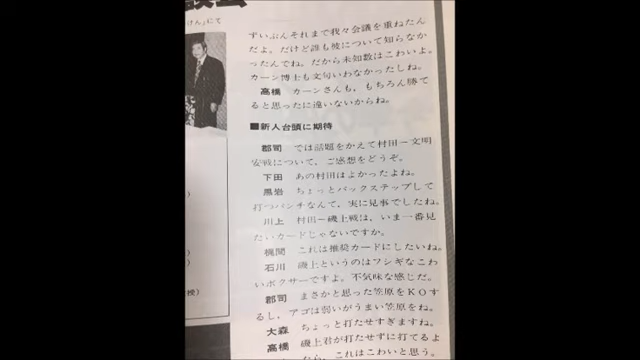 談会
けん」にて
ずいぶんそれまで我々会議を重ねたん
だよ。だけど誰も彼について知らなか
ったんでね。だから未知数はこわいよ。
カーン博士も文句いわなかったしね。
高橋 カーンさんも、もちろん勝て
ると思ったに違いないからね。
■新人台頭に期待
郡司 では話題をかえて村田－文明
安戦について、ご感想をどうぞ。
下田 あの村田はよかったよね。
黒岩 ちょっとバックステップして
打つパンチなんて、実に見事でしたね。
川上 村田－磯上戦は、いま一番見
たいカードじゃないですか。
梶間 これは推奨カードにしたいね。
石川 磯上というのはフシギなこわ
いボクサーですよ。不気味な感じだ。
郡司 まさかと思った笠原をＫＯす
るし、アゴは弱いがうまい笠原をね。
大森 ちょっと打たせすぎますね。
高橋 磯上君が打たせずに打てるよ
なら、これはこわいと思う。